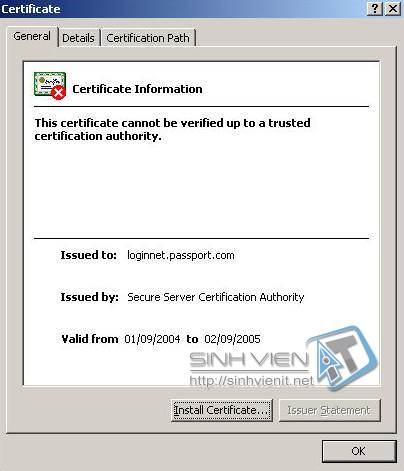 Certificate
General
Details
Certification Path
Certificate Information
This certificate cannot be verified up to a trusted
certification authority.
Issued to: loginnet.passport.com
Issued by: Secure Server Certification Authority
Valid from 01/09/2004 to 02/09/2005
SINH VIEN IT
http://sinhvienit.net
Install Certificate...
Issuer Statement
OK